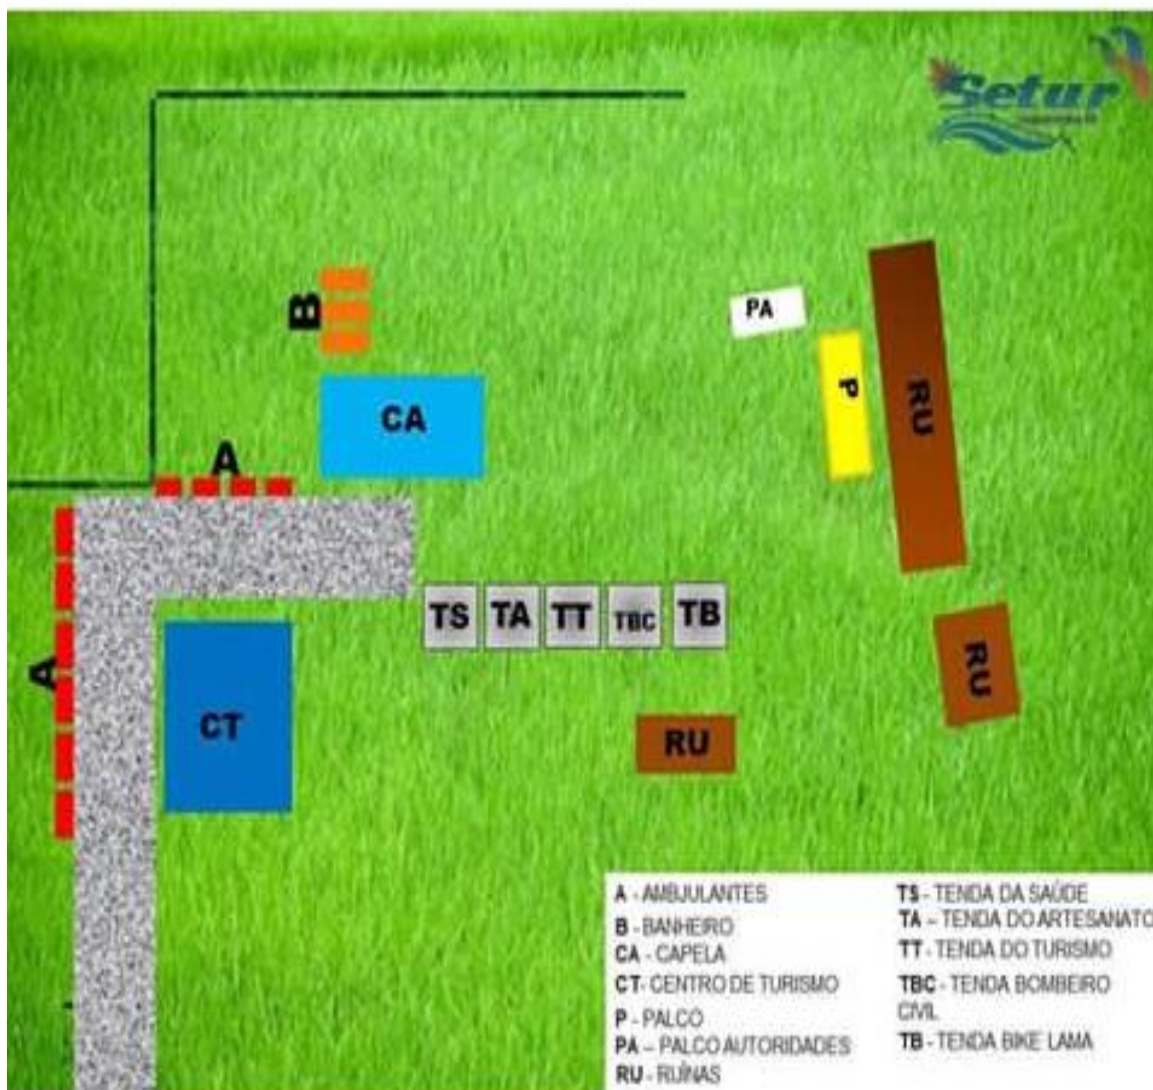 Setur
B
PA
P
RU
CA
A
TS TA TT TBC TB
RU
A
CT
RU
A - AMBJULANTES
B - BANHEIRO
CA - CAPELA
CT- CENTRO DE TURISMO
P - PALCO
PA – PALCO AUTORIDADES
RU - RUÍNAS
TS - TENDA DA SAÚDE
TA – TENDA DO ARTESANATO
TT - TENDA DO TURISMO
TBC - TENDA BOMBEIRO
CIVIL
TB - TENDA BIKE LAMA